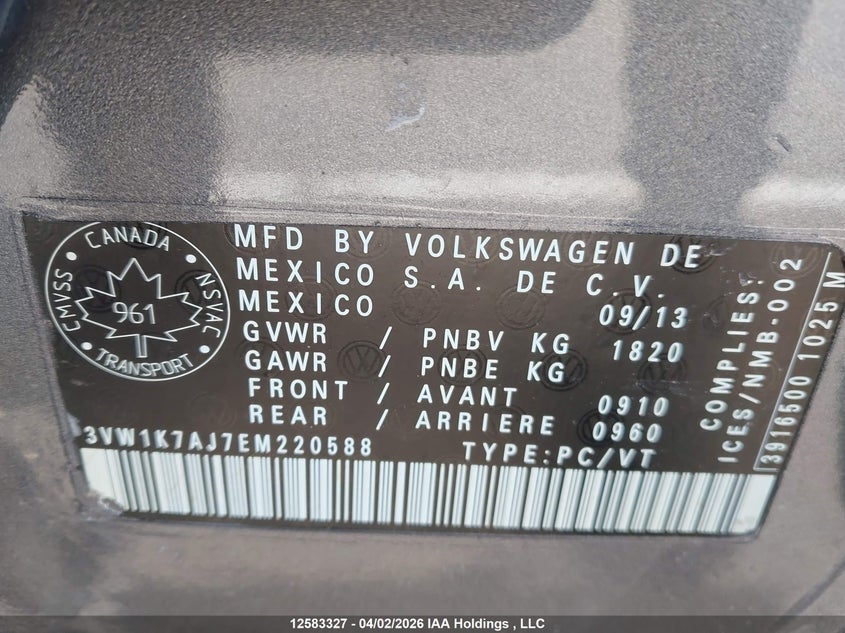 CANADA
CMVSS
NSVAC
961
TRANSPORT
MFD BY VOLKSWAGEN DE
MEXICO S.A. DE C.V.
MEXICO 09/13
GVWR / PNBV KG 1820
GAWR / PNBE KG
FRONT / AVANT 0910
REAR / ARRIERE 0960
3VW1K7AJ7EM220588 TYPE:PC/VT
COMPLIES:
ICES/NMB-002
3916500 1025 M
12583327 - 04/02/2026 IAA Holdings , LLC